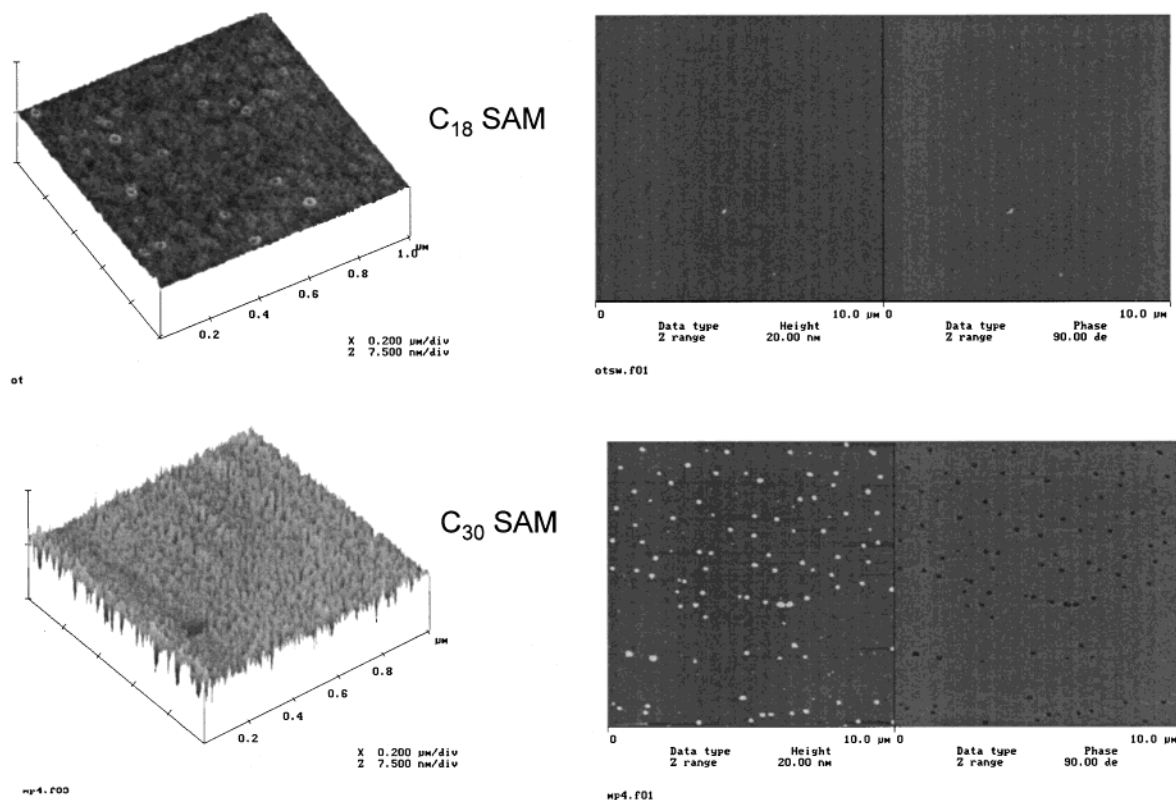 C18 SAM
µm
1.0
0.8
0.6
0.4
0.2
X 0.200 µm/div
Z 7.500 nm/div
ot
0 10.0 µm 0 10.0 µm
Data type Height Data type Phase
Z range 20.00 nm Z range 90.00 de
otsw.f01
C30 SAM
µm
0.8
0.6
0.4
0.2
X 0.200 µm/div
Z 7.500 nm/div
0 10.0 µm 0 10.0 µm
Data type Height Data type Phase
Z range 20.00 nm Z range 90.00 de
wp4.f01